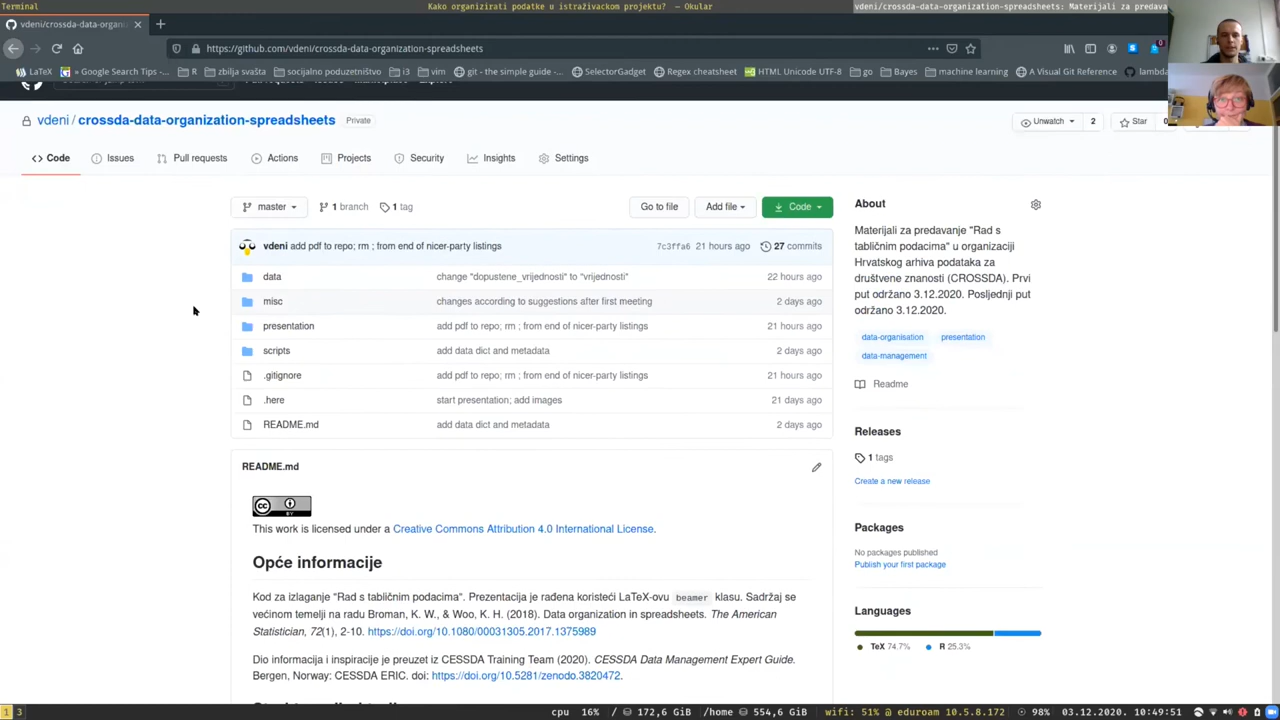 Terminal
Kako organizirati podatke u istraživackom projektu? — Okular
vdeni/crossda-data-organization-spreadsheets: Materijali za predava
vdeni/crossda-data-organiz
https://github.com/vdeni/crossda-data-organization-spreadsheets
LaTeX
» Google Search Tips -...
R
zbilja svašta
socijalno poduzetništvo
i3
vim
git - the simple guide -...
SelectorGadget
Regex cheatsheet
HTML Unicode UTF-8
go
Bayes
machine learning
A Visual Git Reference
lambda
vdeni / crossda-data-organization-spreadsheets Private
Unwatch 2
Star
Code
Issues
Pull requests
Actions
Projects
Security
Insights
Settings
master
1 branch
1 tag
Go to file
Add file
Code
vdeni add pdf to repo; rm ; from end of nicer-party listings 7c3ffa6 21 hours ago 27 commits
data change "dopustene_vrijednosti" to "vrijednosti" 22 hours ago
misc changes according to suggestions after first meeting 2 days ago
presentation add pdf to repo; rm ; from end of nicer-party listings 21 hours ago
scripts add data dict and metadata 2 days ago
.gitignore add pdf to repo; rm ; from end of nicer-party listings 21 hours ago
.here start presentation; add images 21 days ago
README.md add data dict and metadata 2 days ago
README.md
CC BY
This work is licensed under a Creative Commons Attribution 4.0 International License.
Opće informacije
Kod za izlaganje "Rad s tabličnim podacima". Prezentacija je rađena koristeći LaTeX-ovu beamer klasu. Sadržaj se
većinom temelji na radu Broman, K. W., & Woo, K. H. (2018). Data organization in spreadsheets. The American
Statistician, 72(1), 2-10. https://doi.org/10.1080/00031305.2017.1375989
Dio informacija i inspiracije je preuzet iz CESSDA Training Team (2020). CESSDA Data Management Expert Guide.
Bergen, Norway: CESSDA ERIC. doi: https://doi.org/10.5281/zenodo.3820472.
About
Materijali za predavanje "Rad s
tabličnim podacima" u organizaciji
Hrvatskog arhiva podataka za
društvene znanosti (CROSSDA). Prvi
put održano 3.12.2020. Posljednji put
održano 3.12.2020.
data-organisation
presentation
data-management
Readme
Releases
1 tags
Create a new release
Packages
No packages published
Publish your first package
Languages
TeX 74.7%
R 25.3%
1 3
cpu 16% / 172,6 GiB /home 554,6 GiB wifi: 51% @ eduroam 10.5.8.172 98% 03.12.2020. 10:49:51